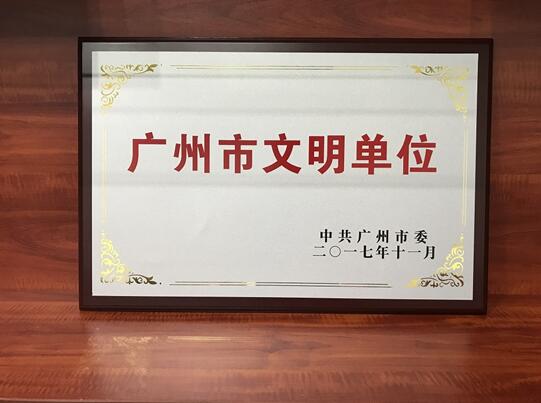 广州市文明单位
中共广州市委
二〇一七年十一月